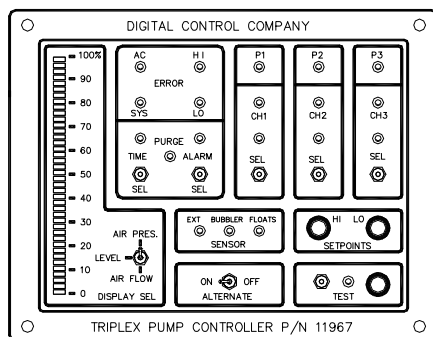 DIGITAL CONTROL COMPANY
100%
90
80
70
60
50
40
30
20
10
0
AIR PRES.
LEVEL
AIR FLOW
DISPLAY SEL
AC HI
ERROR
SYS LO
PURGE
TIME ALARM
SEL SEL
P1
CH1
SEL
P2
CH2
SEL
P3
CH3
SEL
EXT BUBBLER FLOATS
SENSOR
HI LO
SETPOINTS
ON OFF
ALTERNATE
TEST
TRIPLEX PUMP CONTROLLER P/N 11967